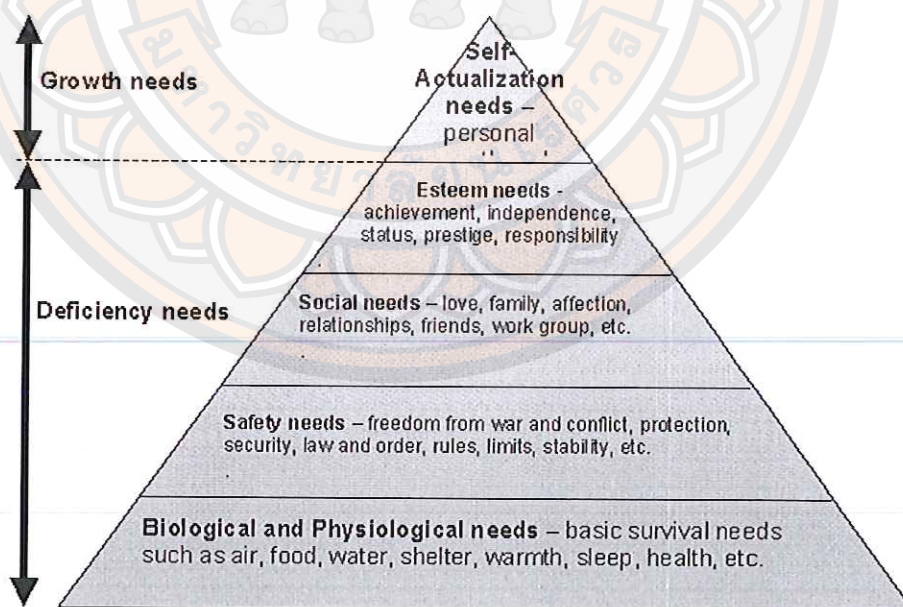 Growth needs
Self-
Actualization
needs –
personal
Esteem needs -
achievement, independence,
status, prestige, responsibility
Deficiency needs
Social needs – love, family, affection,
relationships, friends, work group, etc.
Safety needs – freedom from war and conflict, protection,
security, law and order, rules, limits, stability, etc.
Biological and Physiological needs – basic survival needs
such as air, food, water, shelter, warmth, sleep, health, etc.